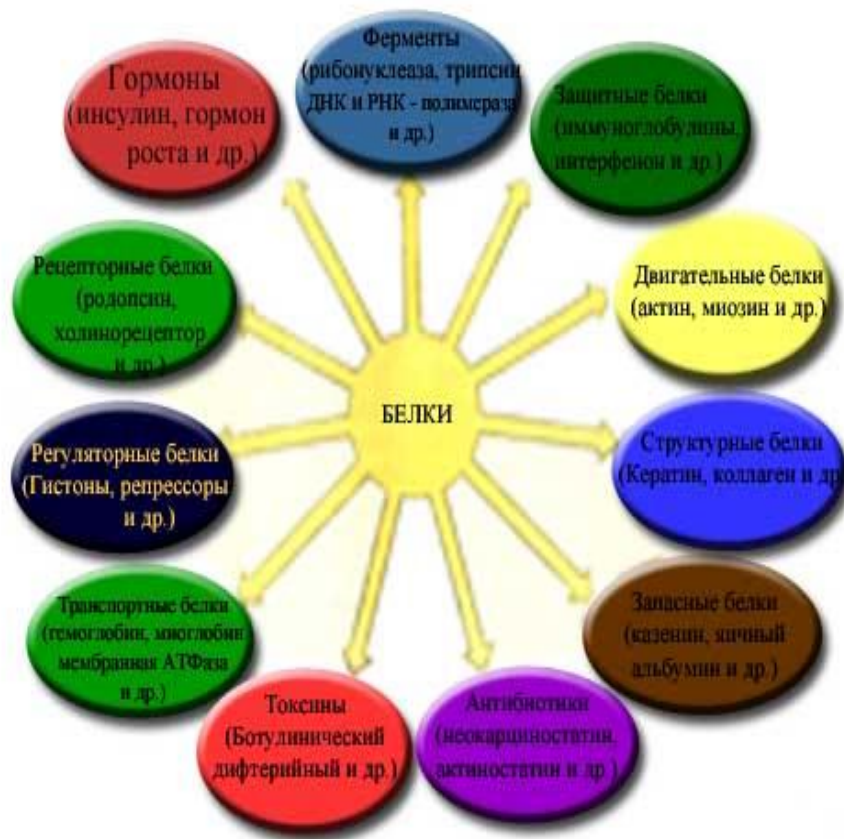 Ферменты
(рибонуклеаза, трипсин
ДНК и РНК - полимераза
и др.)
Гормоны
(инсулин, гормон
роста и др.)
Защитные белки
(иммуноглобулины,
интерфенон и др.)
Рецепторные белки
(родопсин,
холинорецептор
и др.)
Двигательные белки
(актин, миозин и др.)
БЕЛКИ
Регуляторные белки
(Гистоны, репрессоры
и др.)
Структурные белки
(Кератин, коллаген и др
Транспортные белки
(гемоглобин, миоглобин
мембранная АТФаза
и др.)
Запасные белки
(казенин, яичный
альбумин и др.)
Токсины
(Ботулинический
дифтерийный и др.)
Антибиотики
(неокарциностатин,
актиностатин и др.)